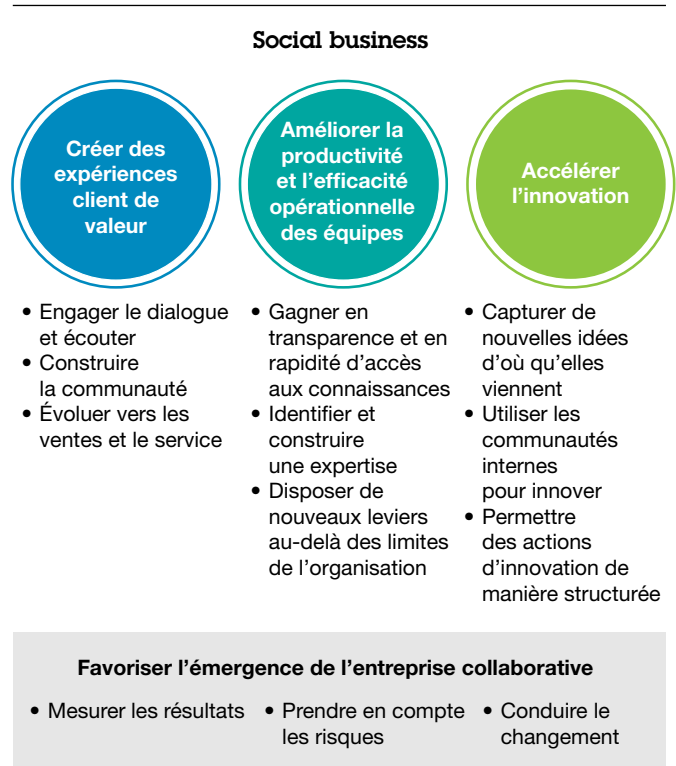 Social business
Créer des
expériences
client de
valeur
Améliorer la
productivité
et l'efficacité
opérationnelle
des équipes
Accélérer
l'innovation
• Engager le dialogue
et écouter
• Construire
la communauté
• Évoluer vers les
ventes et le service
• Gagner en
transparence et en
rapidité d'accès
aux connaissances
• Identifier et
construire
une expertise
• Disposer de
nouveaux leviers
au-delà des limites
de l'organisation
• Capturer de
nouvelles idées
d'où qu'elles
viennent
• Utiliser les
communautés
internes
pour innover
• Permettre
des actions
d'innovation de
manière structurée
Favoriser l'émergence de l'entreprise collaborative
• Mesurer les résultats
• Prendre en compte
les risques
• Conduire le
changement